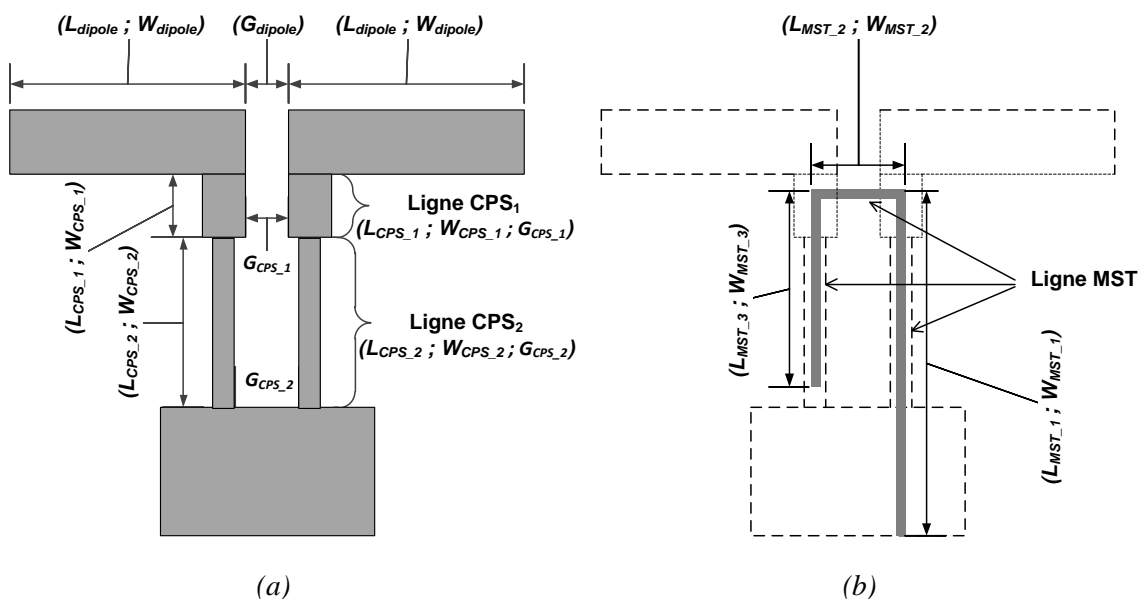 (L_dipole ; W_dipole) (G_dipole) (L_dipole ; W_dipole)
(L_CPS_1 ; W_CPS_1)
(L_CPS_2 ; W_CPS_2)
G_CPS_1
G_CPS_2
Ligne CPS₁
(L_CPS_1 ; W_CPS_1 ; G_CPS_1)
Ligne CPS₂
(L_CPS_2 ; W_CPS_2 ; G_CPS_2)
(a)
(L_MST_2 ; W_MST_2)
(L_MST_3 ; W_MST_3)
Ligne MST
(L_MST_1 ; W_MST_1)
(b)